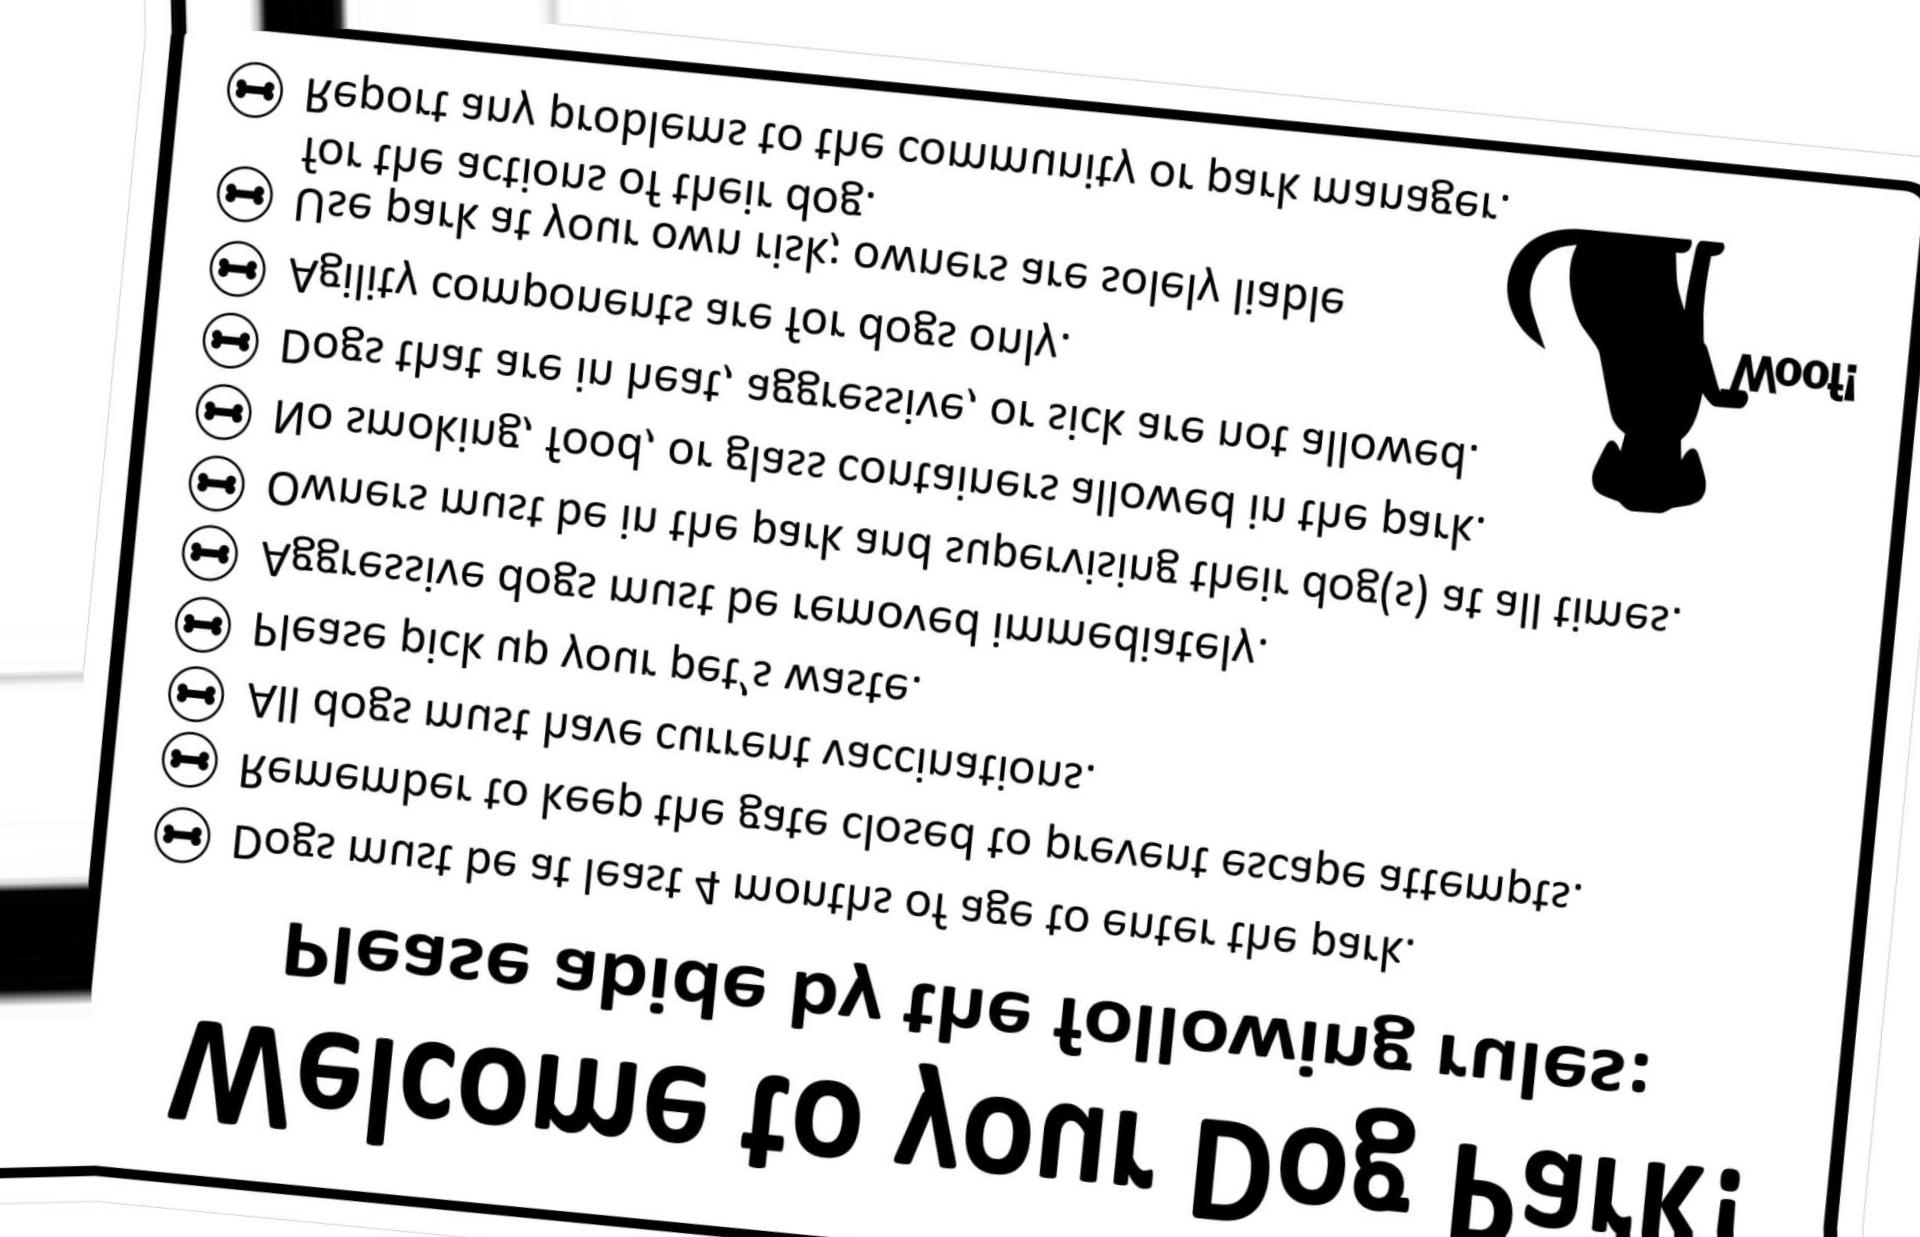 Welcome to your Dog Park!
Please abide by the following rules:
Dogs must be at least 4 months of age to enter the park.
Remember to keep the gate closed to prevent escape attempts.
All dogs must have current vaccinations.
Please pick up your pet's waste.
Aggressive dogs must be removed immediately.
Owners must be in the park and supervising their dog(s) at all times.
No smoking, food, or glass containers allowed in the park.
Dogs that are in heat, aggressive, or sick are not allowed.
Agility components are for dogs only.
Use park at your own risk; owners are solely liable
for the actions of their dog.
Report any problems to the community or park manager.
Woof!